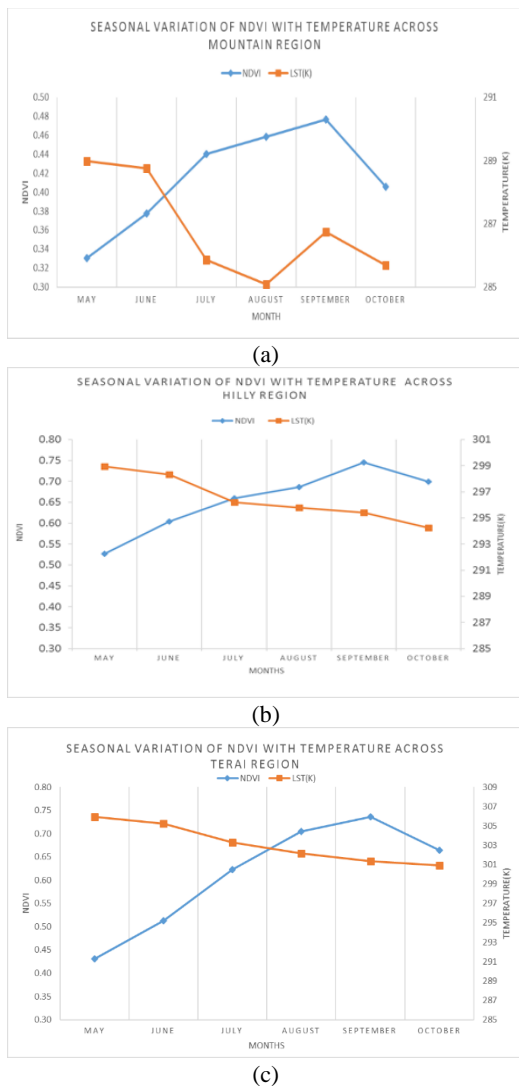 SEASONAL VARIATION OF NDVI WITH TEMPERATURE ACROSS
MOUNTAIN REGION
NDVI LST(K)
0.50
0.48
0.46
0.44
0.42
0.40
0.38
0.36
0.34
0.32
0.30
NDVI
291
289
287
285
TEMPERATURE(K)
MAY JUNE JULY AUGUST SEPTEMBER OCTOBER
MONTH
(a)
SEASONAL VARIATION OF NDVI WITH TEMPERATURE ACROSS
HILLY REGION
NDVI LST(K)
0.80
0.75
0.70
0.65
0.60
0.55
0.50
0.45
0.40
0.35
0.30
NDVI
301
299
297
295
293
291
289
287
285
TEMPERATURE(K)
MAY JUNE JULY AUGUST SEPTEMBER OCTOBER
MONTHS
(b)
SEASONAL VARIATION OF NDVI WITH TEMPERATURE ACROSS
TERAI REGION
NDVI LST(K)
0.80
0.75
0.70
0.65
0.60
0.55
0.50
0.45
0.40
0.35
0.30
NDVI
309
307
305
303
301
299
297
295
293
291
289
287
285
TEMPERATURE(K)
MAY JUNE JULY AUGUST SEPTEMBER OCTOBER
MONTHS
(c)